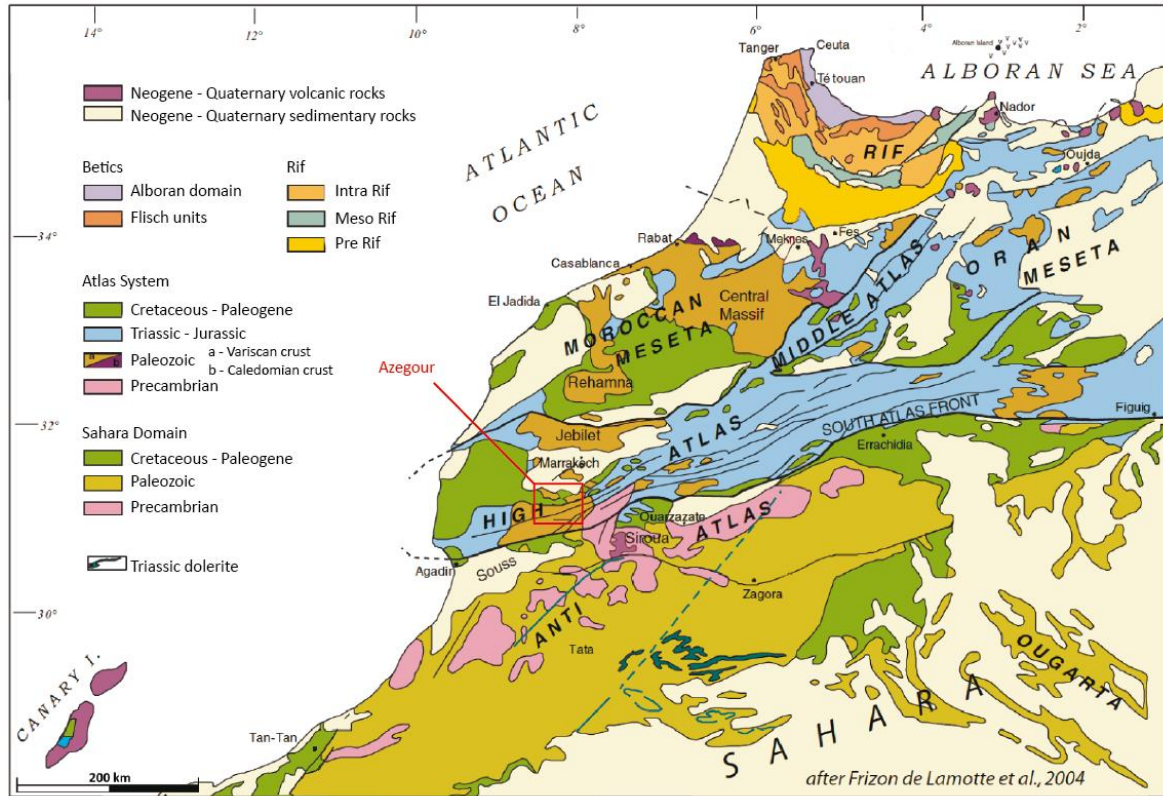 14°
12°
10°
8°
6°
4°
2°
Alboran Island
Tanger
Ceuta
Tétouan
ALBORAN SEA
Nador
Neogene - Quaternary volcanic rocks
Neogene - Quaternary sedimentary rocks
ATLANTIC
OCEAN
RIF
Oujda
Betics
Rif
Alboran domain
Intra Rif
Flisch units
Meso Rif
Pre Rif
34°
Rabat
Meknes
Fes
Casablanca
ORAN
MESETA
Atlas System
El Jadida
Central
Massif
MIDDLE ATLAS
MOROCCAN
MESETA
Cretaceous - Paleogene
Triassic - Jurassic
a
b
Paleozoic
a - Variscan crust
b - Caledomian crust
Precambrian
Azegour
Rehamna
32°
Jebilet
ATLAS
SOUTH ATLAS FRONT
Figuig
Errachidia
Marrakech
Sahara Domain
Cretaceous - Paleogene
Paleozoic
Precambrian
HIGH
Ouarzazate
ATLAS
Siroua
Triassic dolerite
Agadir
Souss
Zagora
30°
ANTI
Tata
OUGARTA
CANARY I.
SAHARA
Tan-Tan
200 km
after Frizon de Lamotte et al., 2004